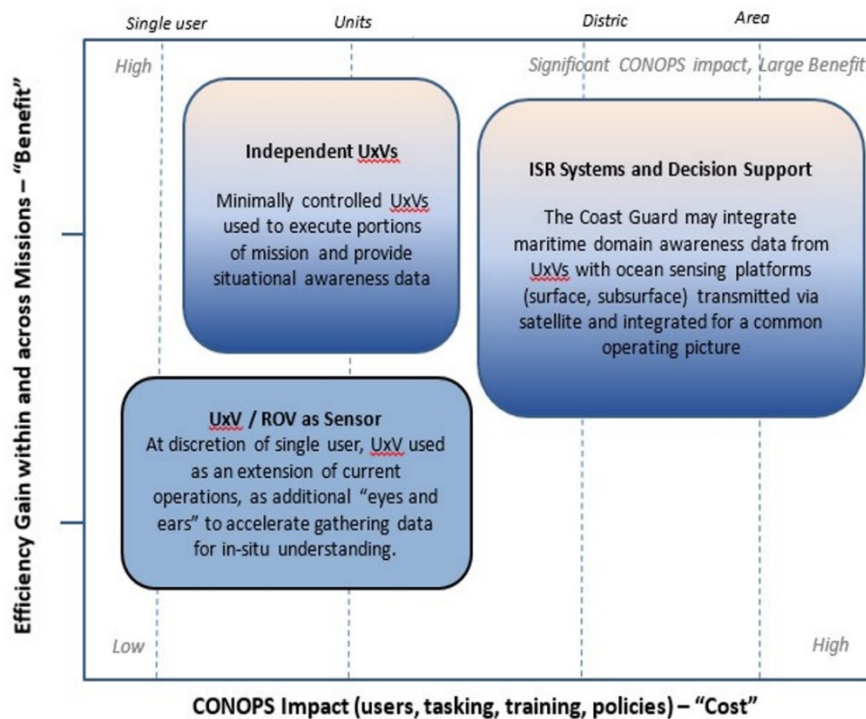 Single user
Units
Distric
Area
High
Significant CONOPS impact, Large Benefit
Independent UxVs
Minimally controlled UxVs
used to execute portions
of mission and provide
situational awareness data
ISR Systems and Decision Support
The Coast Guard may integrate
maritime domain awareness data from
UxVs with ocean sensing platforms
(surface, subsurface) transmitted via
satellite and integrated for a common
operating picture
UxV / ROV as Sensor
At discretion of single user, UxV used
as an extension of current
operations, as additional “eyes and
ears” to accelerate gathering data
for in-situ understanding.
Efficiency Gain within and across Missions – “Benefit”
Low
High
CONOPS Impact (users, tasking, training, policies) – “Cost”